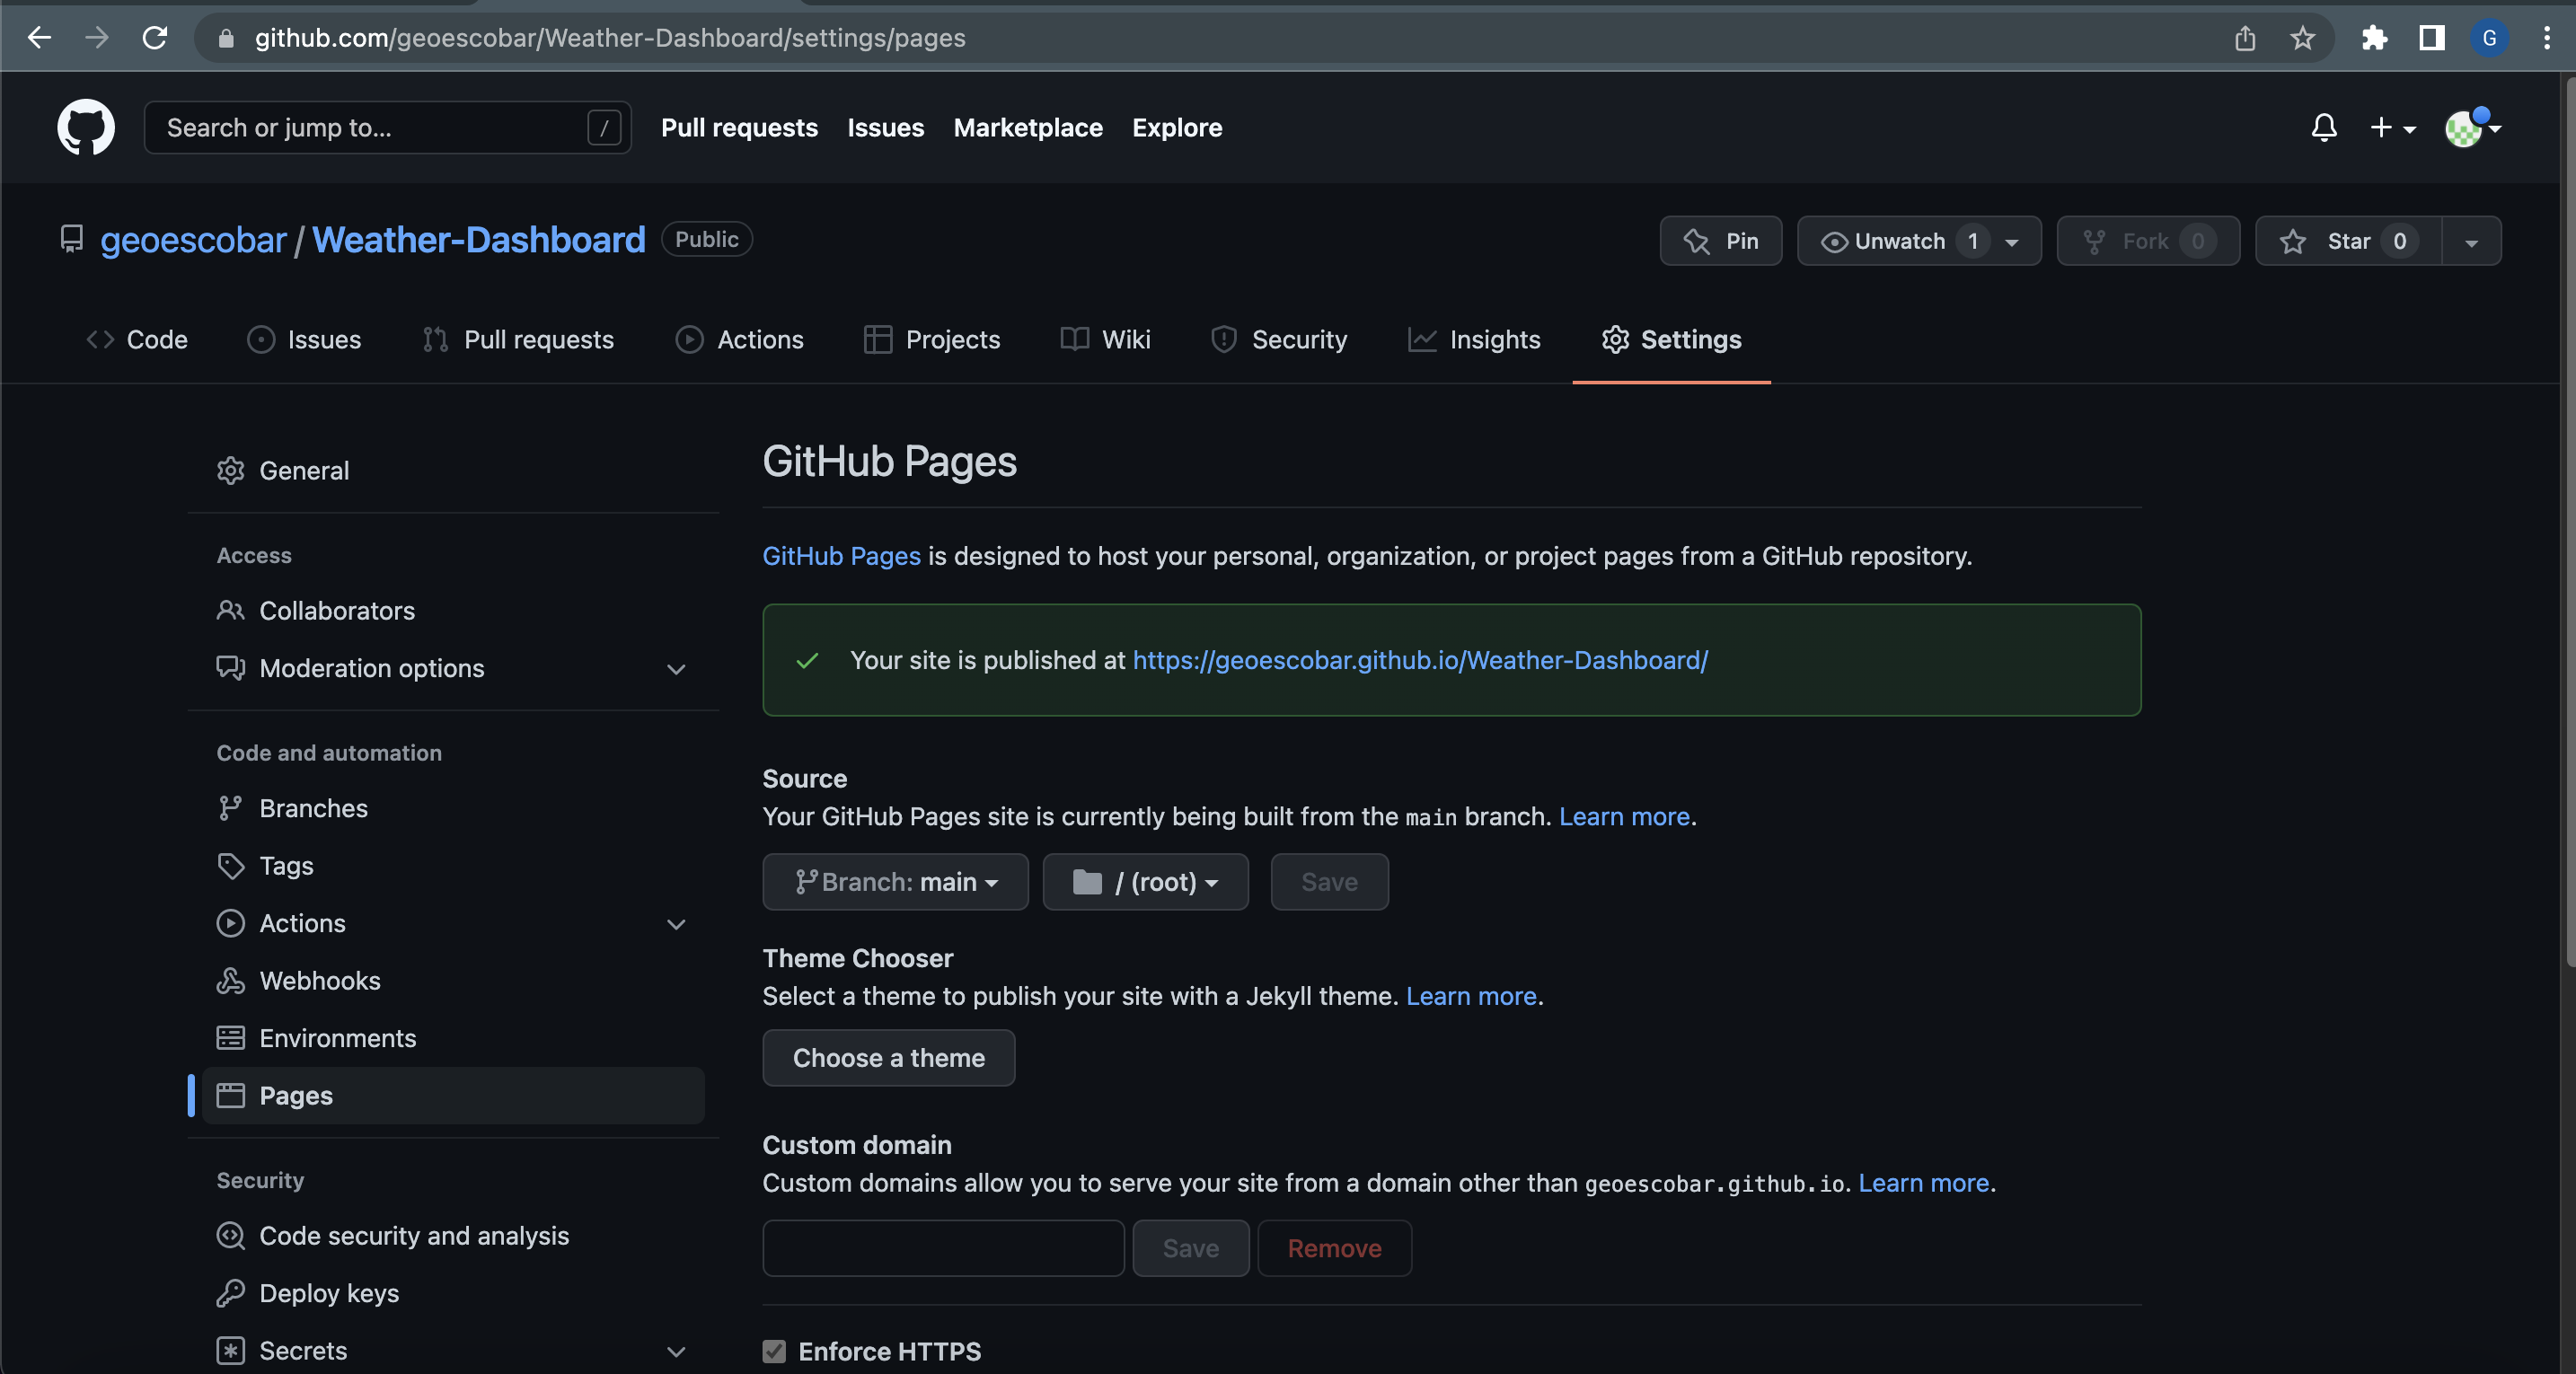 github.com/geoescobar/Weather-Dashboard/settings/pages
G
Search or jump to... /
Pull requests Issues Marketplace Explore
geoescobar / Weather-Dashboard Public
Pin Unwatch 1 Fork 0 Star 0
Code Issues Pull requests Actions Projects Wiki Security Insights Settings
General
Access
Collaborators
Moderation options
Code and automation
Branches
Tags
Actions
Webhooks
Environments
Pages
Security
Code security and analysis
Deploy keys
Secrets
GitHub Pages
GitHub Pages is designed to host your personal, organization, or project pages from a GitHub repository.
Your site is published at https://geoescobar.github.io/Weather-Dashboard/
Source
Your GitHub Pages site is currently being built from the main branch. Learn more.
Branch: main / (root) Save
Theme Chooser
Select a theme to publish your site with a Jekyll theme. Learn more.
Choose a theme
Custom domain
Custom domains allow you to serve your site from a domain other than geoescobar.github.io. Learn more.
Save Remove
Enforce HTTPS